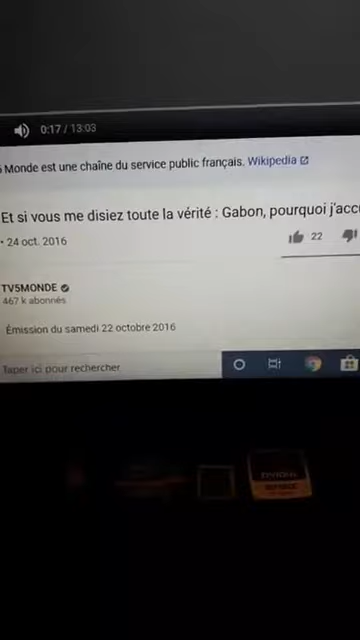 0:17 / 13:03
Monde est une chaîne du service public français. Wikipedia
Et si vous me disiez toute la vérité : Gabon, pourquoi j'acc
• 24 oct. 2016
22
TV5MONDE
467 k abonnés
Émission du samedi 22 octobre 2016
Taper ici pour rechercher